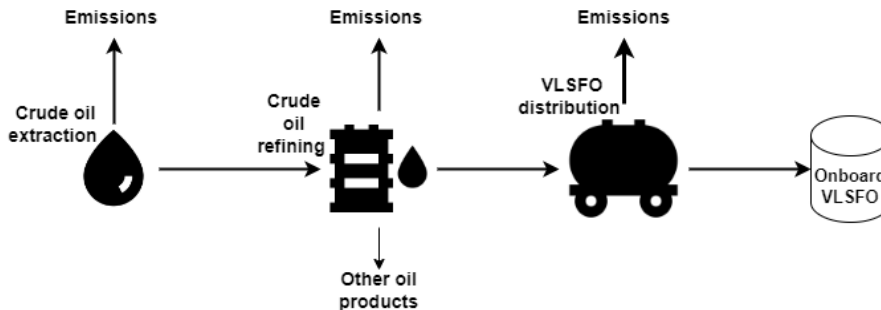 Emissions
Emissions
Emissions
Crude oil
extraction
Crude
oil
refining
VLSFO
distribution
Onboard
VLSFO
Other oil
products